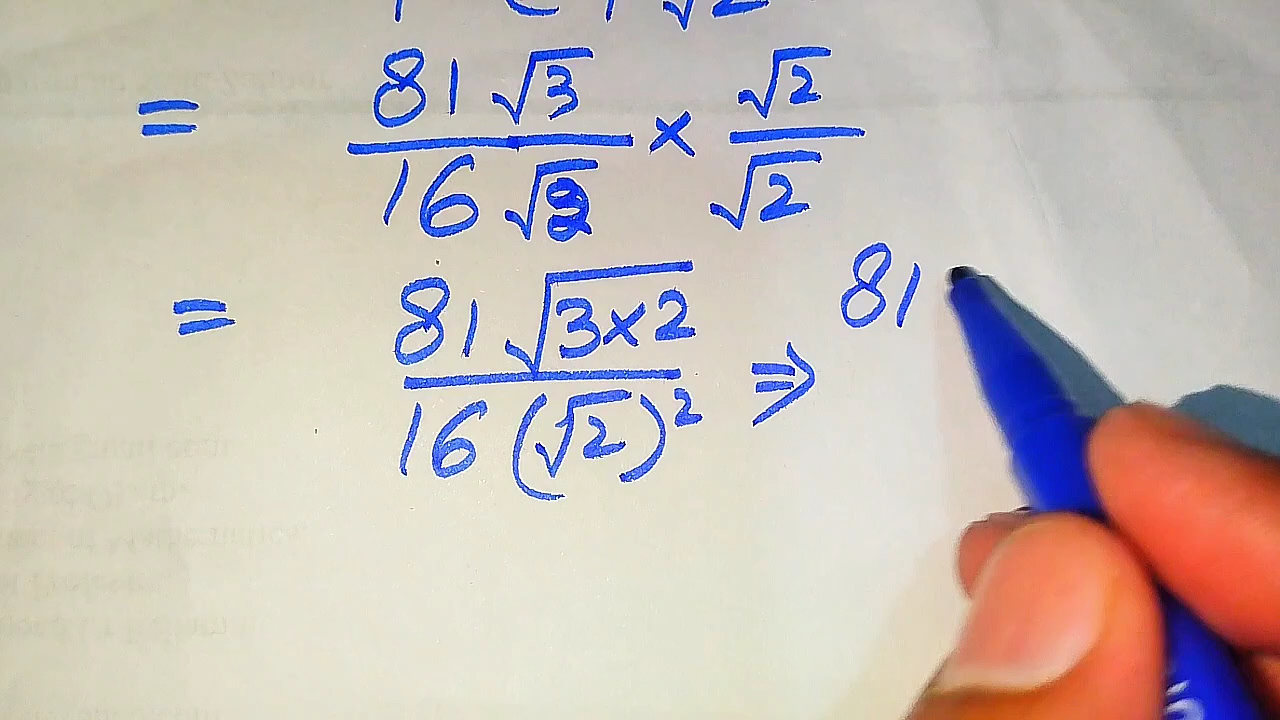 = 81√3 / 16√2 × √2 / √2
= 81√(3×2) / 16(√2)² ⇒ 81